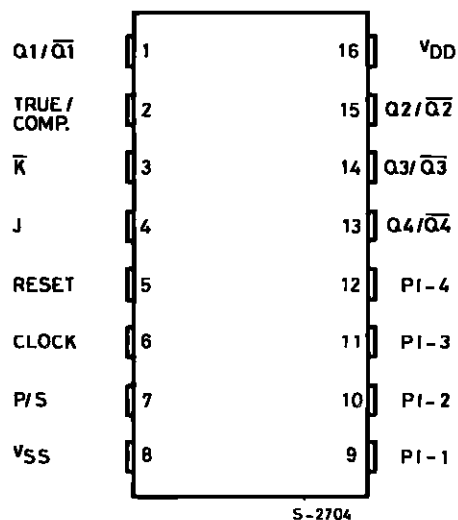 Q1/Q̅1̅ 1 16 VDD
TRUE/
COMP. 2 15 Q2/Q̅2̅
K̅ 3 14 Q3/Q̅3̅
J 4 13 Q4/Q̅4̅
RESET 5 12 PI-4
CLOCK 6 11 PI-3
P/S 7 10 PI-2
VSS 8 9 PI-1
S-2704